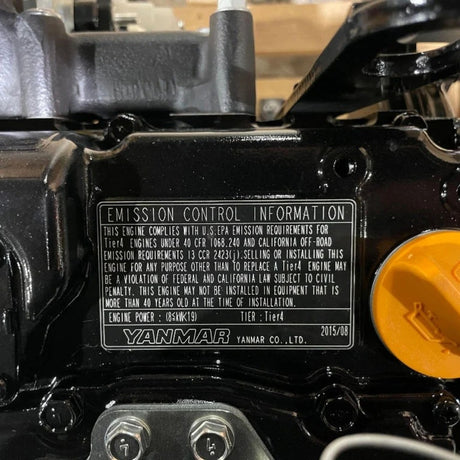 EMISSION CONTROL INFORMATION
THIS ENGINE COMPLIES WITH U.S.EPA EMISSION REQUIREMENTS FOR
Tier4 ENGINES UNDER 40 CFR 1068.240 AND CALIFORNIA OFF-ROAD
EMISSION REQUIREMENTS 13 CCR 2423(j).SELLING OR INSTALLING THIS
ENGINE FOR ANY PURPOSE OTHER THAN TO REPLACE A Tier4 ENGINE MAY
BE A VIOLATION OF FEDERAL AND CALIFORNIA LAW SUBJECT TO CIVIL
PENALTY. THIS ENGINE MAY NOT BE INSTALLED IN EQUIPMENT THAT IS
MORE THAN 40 YEARS OLD AT THE TIME OF INSTALLATION.
ENGINE POWER : (8≤kW<19) TIER : Tier4
YANMAR YANMAR CO.,LTD. 2015/08